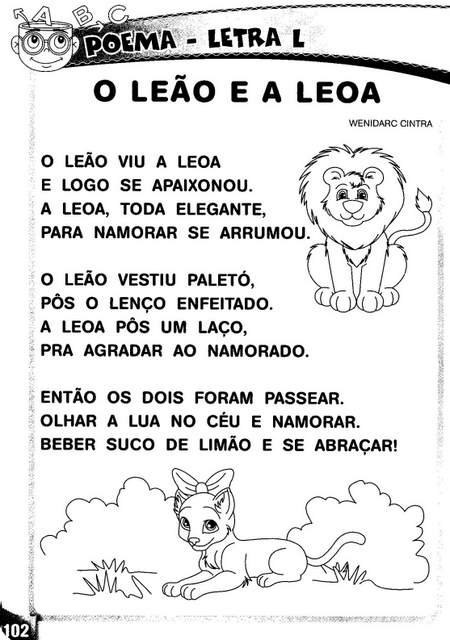 A B C
POEMA - LETRA L
O LEÃO E A LEOA
WENIDARC CINTRA
O LEÃO VIU A LEOA
E LOGO SE APAIXONOU.
A LEOA, TODA ELEGANTE,
PARA NAMORAR SE ARRUMOU.
O LEÃO VESTIU PALETÓ,
PÔS O LENÇO ENFEITADO.
A LEOA PÔS UM LAÇO,
PRA AGRADAR AO NAMORADO.
ENTÃO OS DOIS FORAM PASSEAR.
OLHAR A LUA NO CÉU E NAMORAR.
BEBER SUCO DE LIMÃO E SE ABRAÇAR!
102